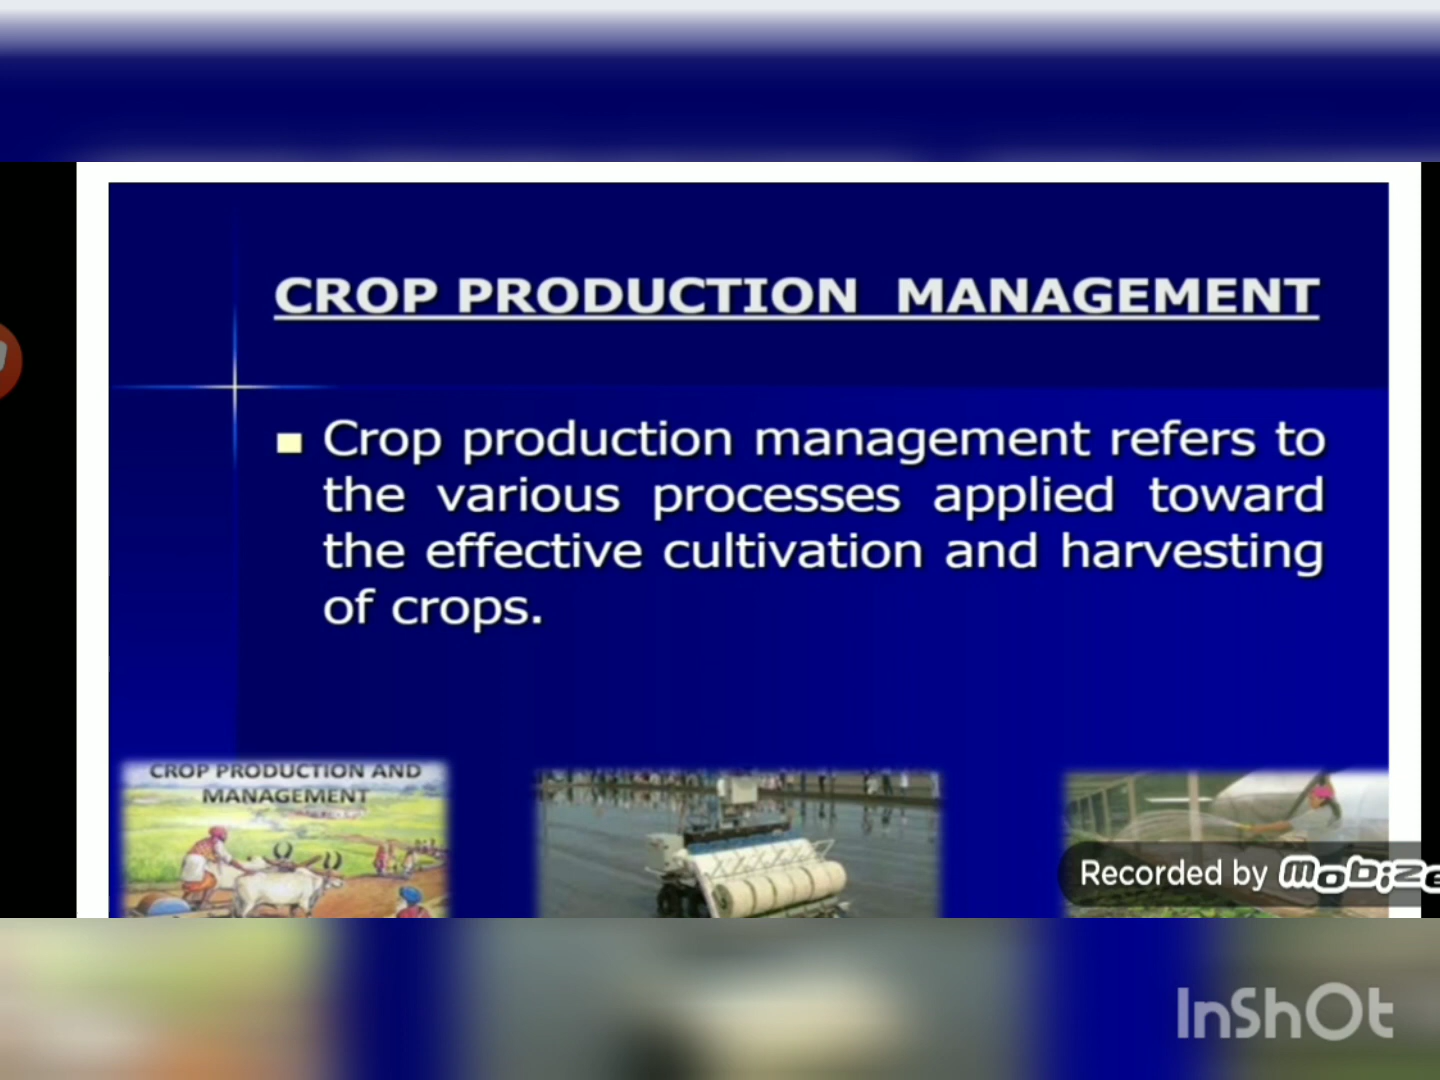 CROP PRODUCTION MANAGEMENT
Crop production management refers to
the various processes applied toward
the effective cultivation and harvesting
of crops.
CROP PRODUCTION AND
MANAGEMENT
Recorded by mobize
InShOt